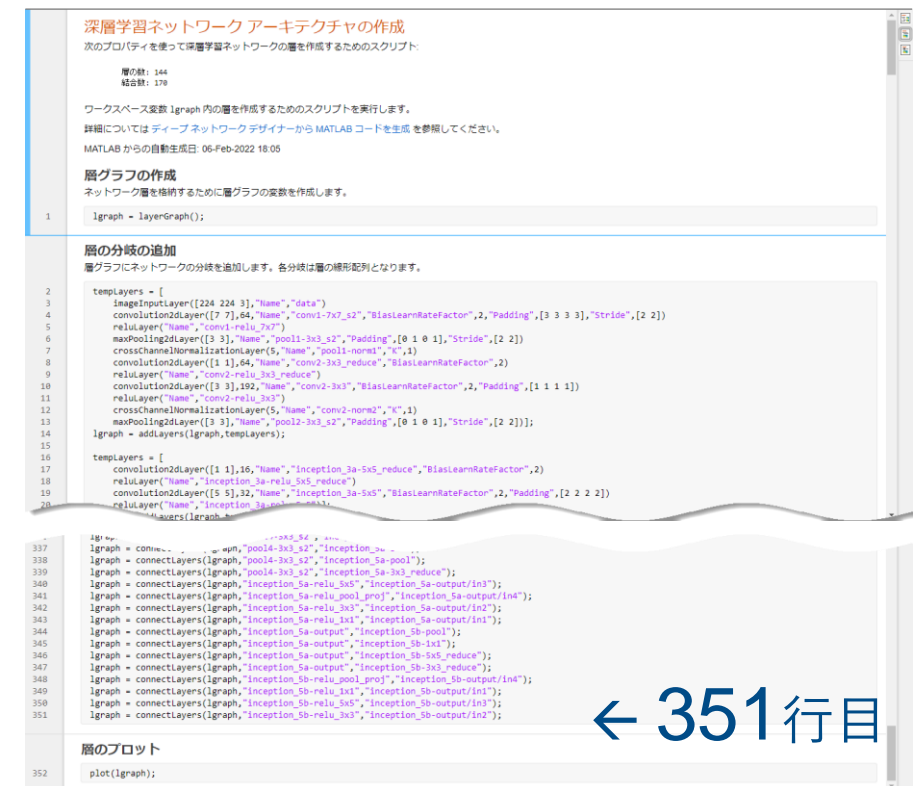 深層学習ネットワーク アーキテクチャの作成
次のプロパティを使って深層学習ネットワークの層を作成するためのスクリプト:
層の数: 144
結合数: 170
ワークスペース変数 lgraph 内の層を作成するためのスクリプトを実行します。
詳細については ディープ ネットワーク デザイナーから MATLAB コードを生成 を参照してください。
MATLAB からの自動生成日: 06-Feb-2022 18:05
層グラフの作成
ネットワーク層を格納するために層グラフの変数を作成します。
1 lgraph = layerGraph();
層の分岐の追加
層グラフにネットワークの分岐を追加します。各分岐は層の線形配列となります。
2 tempLayers = [
3 imageInputLayer([224 224 3],"Name","data")
4 convolution2dLayer([7 7],64,"Name","conv1-7x7_s2","BiasLearnRateFactor",2,"Padding",[3 3 3 3],"Stride",[2 2])
5 reluLayer("Name","conv1-relu_7x7")
6 maxPooling2dLayer([3 3],"Name","pool1-3x3_s2","Padding",[0 1 0 1],"Stride",[2 2])
7 crossChannelNormalizationLayer(5,"Name","pool1-norm1","K",1)
8 convolution2dLayer([1 1],64,"Name","conv2-3x3_reduce","BiasLearnRateFactor",2)
9 reluLayer("Name","conv2-relu_3x3_reduce")
10 convolution2dLayer([3 3],192,"Name","conv2-3x3","BiasLearnRateFactor",2,"Padding",[1 1 1 1])
11 reluLayer("Name","conv2-relu_3x3")
12 crossChannelNormalizationLayer(5,"Name","conv2-norm2","K",1)
13 maxPooling2dLayer([3 3],"Name","pool2-3x3_s2","Padding",[0 1 0 1],"Stride",[2 2])];
14 lgraph = addLayers(lgraph,tempLayers);
15
16 tempLayers = [
17 convolution2dLayer([1 1],16,"Name","inception_3a-5x5_reduce","BiasLearnRateFactor",2)
18 reluLayer("Name","inception_3a-relu_5x5_reduce")
19 convolution2dLayer([5 5],32,"Name","inception_3a-5x5","BiasLearnRateFactor",2,"Padding",[2 2 2 2])
20 reluLayer("Name","inception_3a-
337 lgraph = lgraph,"pool4-3x3_s2",
338 lgraph = connectLayers(lgraph,"pool4-3x3_s2","inception_5a-pool");
339 lgraph = connectLayers(lgraph,"pool4-3x3_s2","inception_5a-3x3_reduce");
340 lgraph = connectLayers(lgraph,"inception_5a-relu_5x5","inception_5a-output/in3");
341 lgraph = connectLayers(lgraph,"inception_5a-relu_pool_proj","inception_5a-output/in4");
342 lgraph = connectLayers(lgraph,"inception_5a-relu_3x3","inception_5a-output/in2");
343 lgraph = connectLayers(lgraph,"inception_5a-relu_1x1","inception_5a-output/in1");
344 lgraph = connectLayers(lgraph,"inception_5a-output","inception_5b-pool");
345 lgraph = connectLayers(lgraph,"inception_5a-output","inception_5b-1x1");
346 lgraph = connectLayers(lgraph,"inception_5a-output","inception_5b-5x5_reduce");
347 lgraph = connectLayers(lgraph,"inception_5a-output","inception_5b-3x3_reduce");
348 lgraph = connectLayers(lgraph,"inception_5b-relu_pool_proj","inception_5b-output/in4");
349 lgraph = connectLayers(lgraph,"inception_5b-relu_1x1","inception_5b-output/in1");
350 lgraph = connectLayers(lgraph,"inception_5b-relu_5x5","inception_5b-output/in3");
351 lgraph = connectLayers(lgraph,"inception_5b-relu_3x3","inception_5b-output/in2");
← 351行目
層のプロット
352 plot(lgraph);